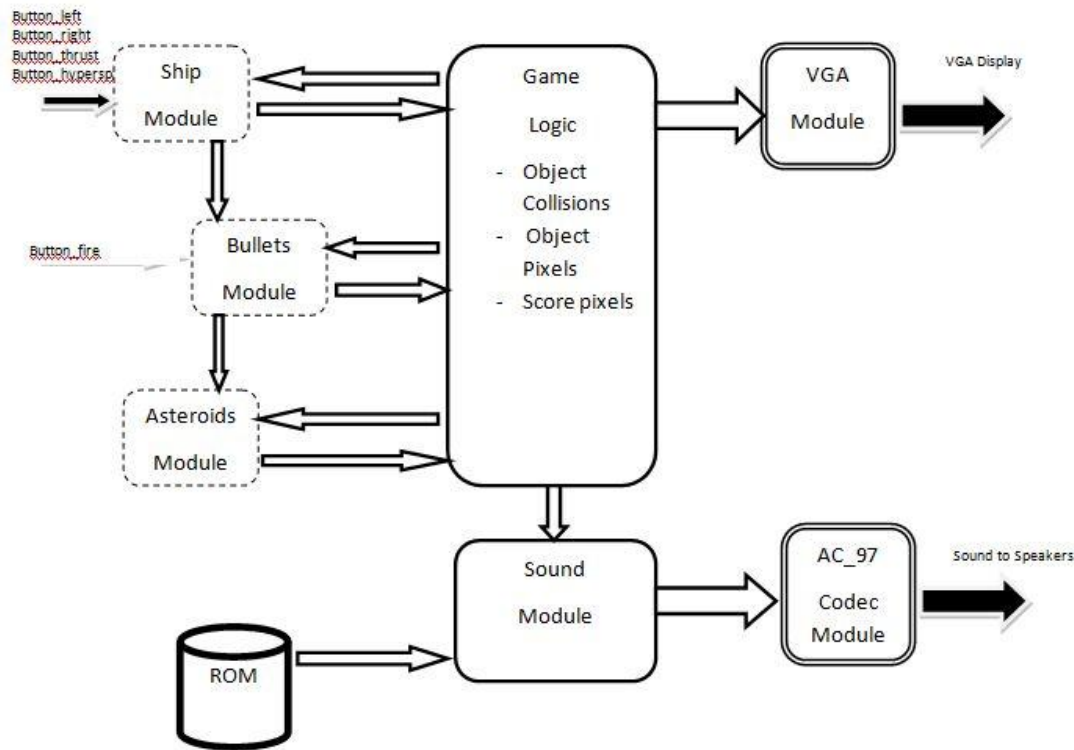 Button_left
Button_right
Button_thrust
Button_hypersp
Ship
Module
Game
Logic
- Object
Collisions
- Object
Pixels
- Score pixels
VGA
Module
VGA Display
Button_fire
Bullets
Module
Asteroids
Module
Sound
Module
AC_97
Codec
Module
Sound to Speakers
ROM